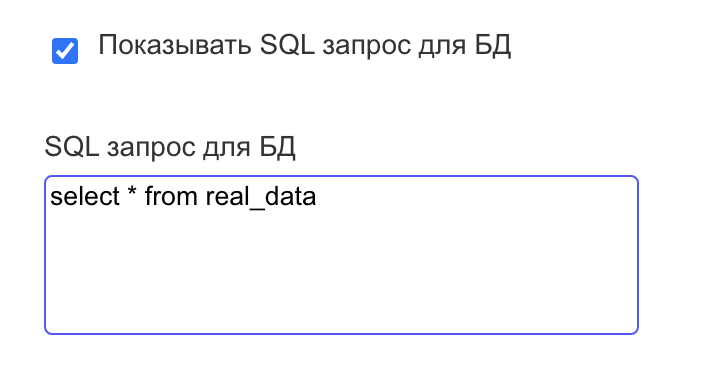 Показывать SQL запрос для БД
SQL запрос для БД
select * from real_data